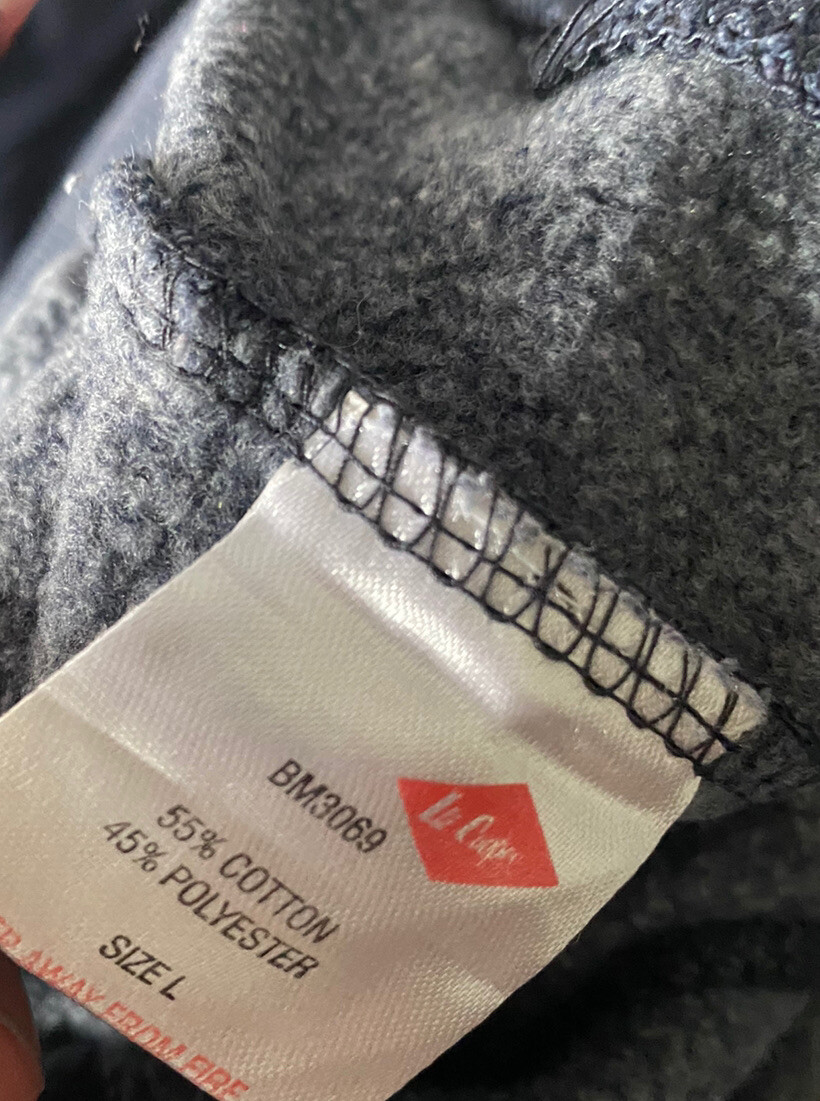 Lee Cooper
BM3069
55% COTTON
45% POLYESTER
SIZE L
AWAY FROM FIRE